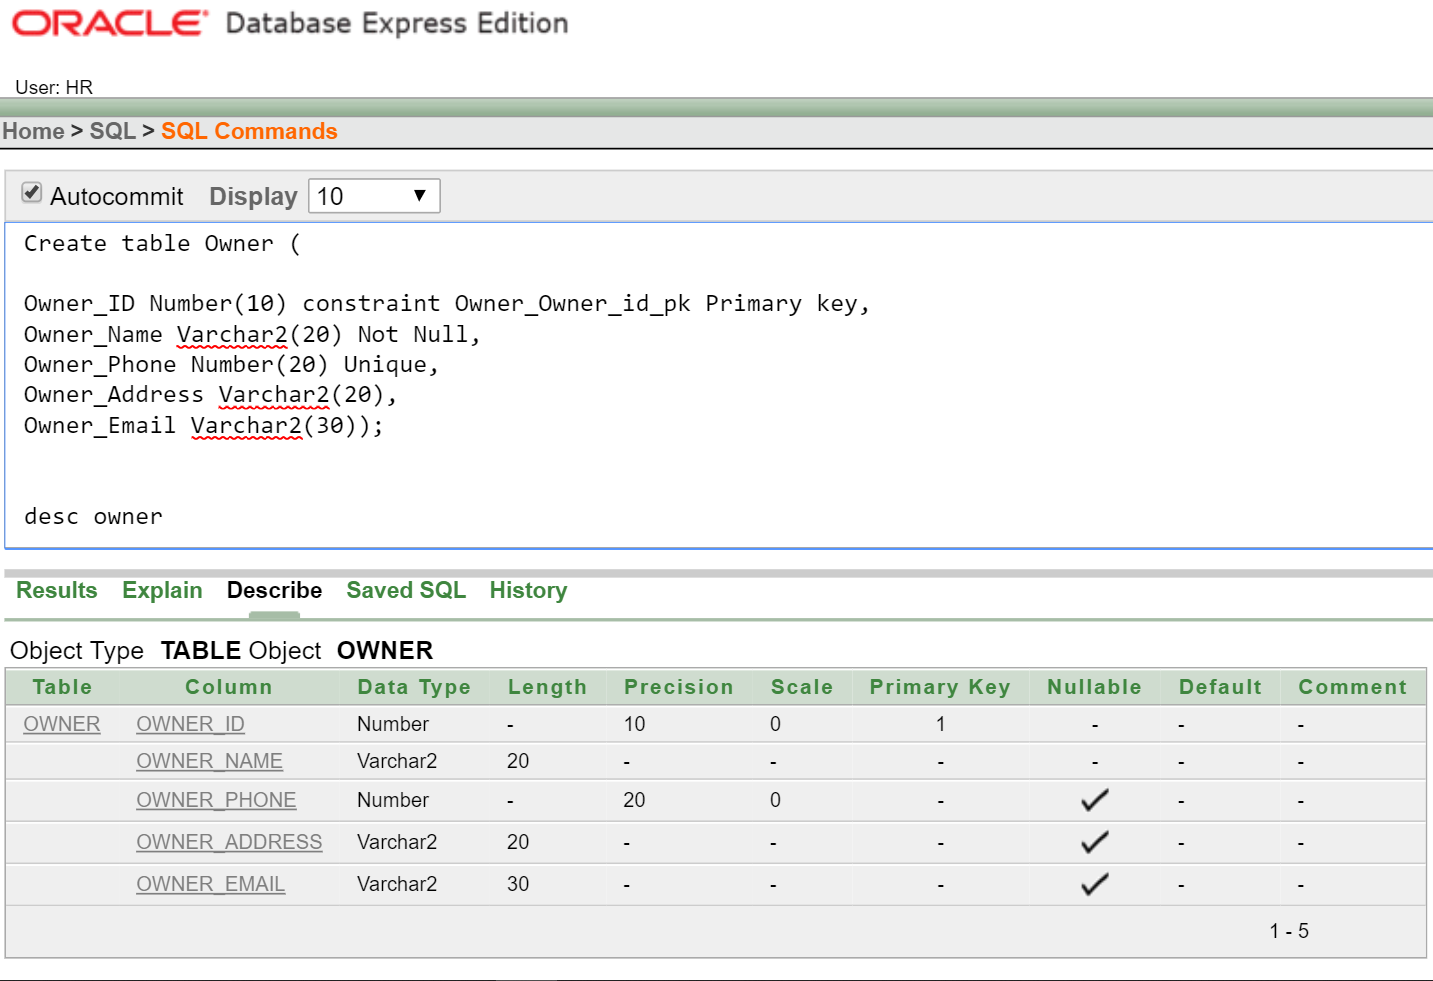 ORACLE® Database Express Edition
User: HR
Home > SQL > SQL Commands
Autocommit Display 10
Create table Owner (
Owner_ID Number(10) constraint Owner_Owner_id_pk Primary key,
Owner_Name Varchar2(20) Not Null,
Owner_Phone Number(20) Unique,
Owner_Address Varchar2(20),
Owner_Email Varchar2(30));
desc owner
Results Explain Describe Saved SQL History
Object Type TABLE Object OWNER
Table Column Data Type Length Precision Scale Primary Key Nullable Default Comment
OWNER OWNER_ID Number - 10 0 1 - - -
OWNER_NAME Varchar2 20 - - - - - -
OWNER_PHONE Number - 20 0 - ✓ - -
OWNER_ADDRESS Varchar2 20 - - - ✓ - -
OWNER_EMAIL Varchar2 30 - - - ✓ - -
1 - 5